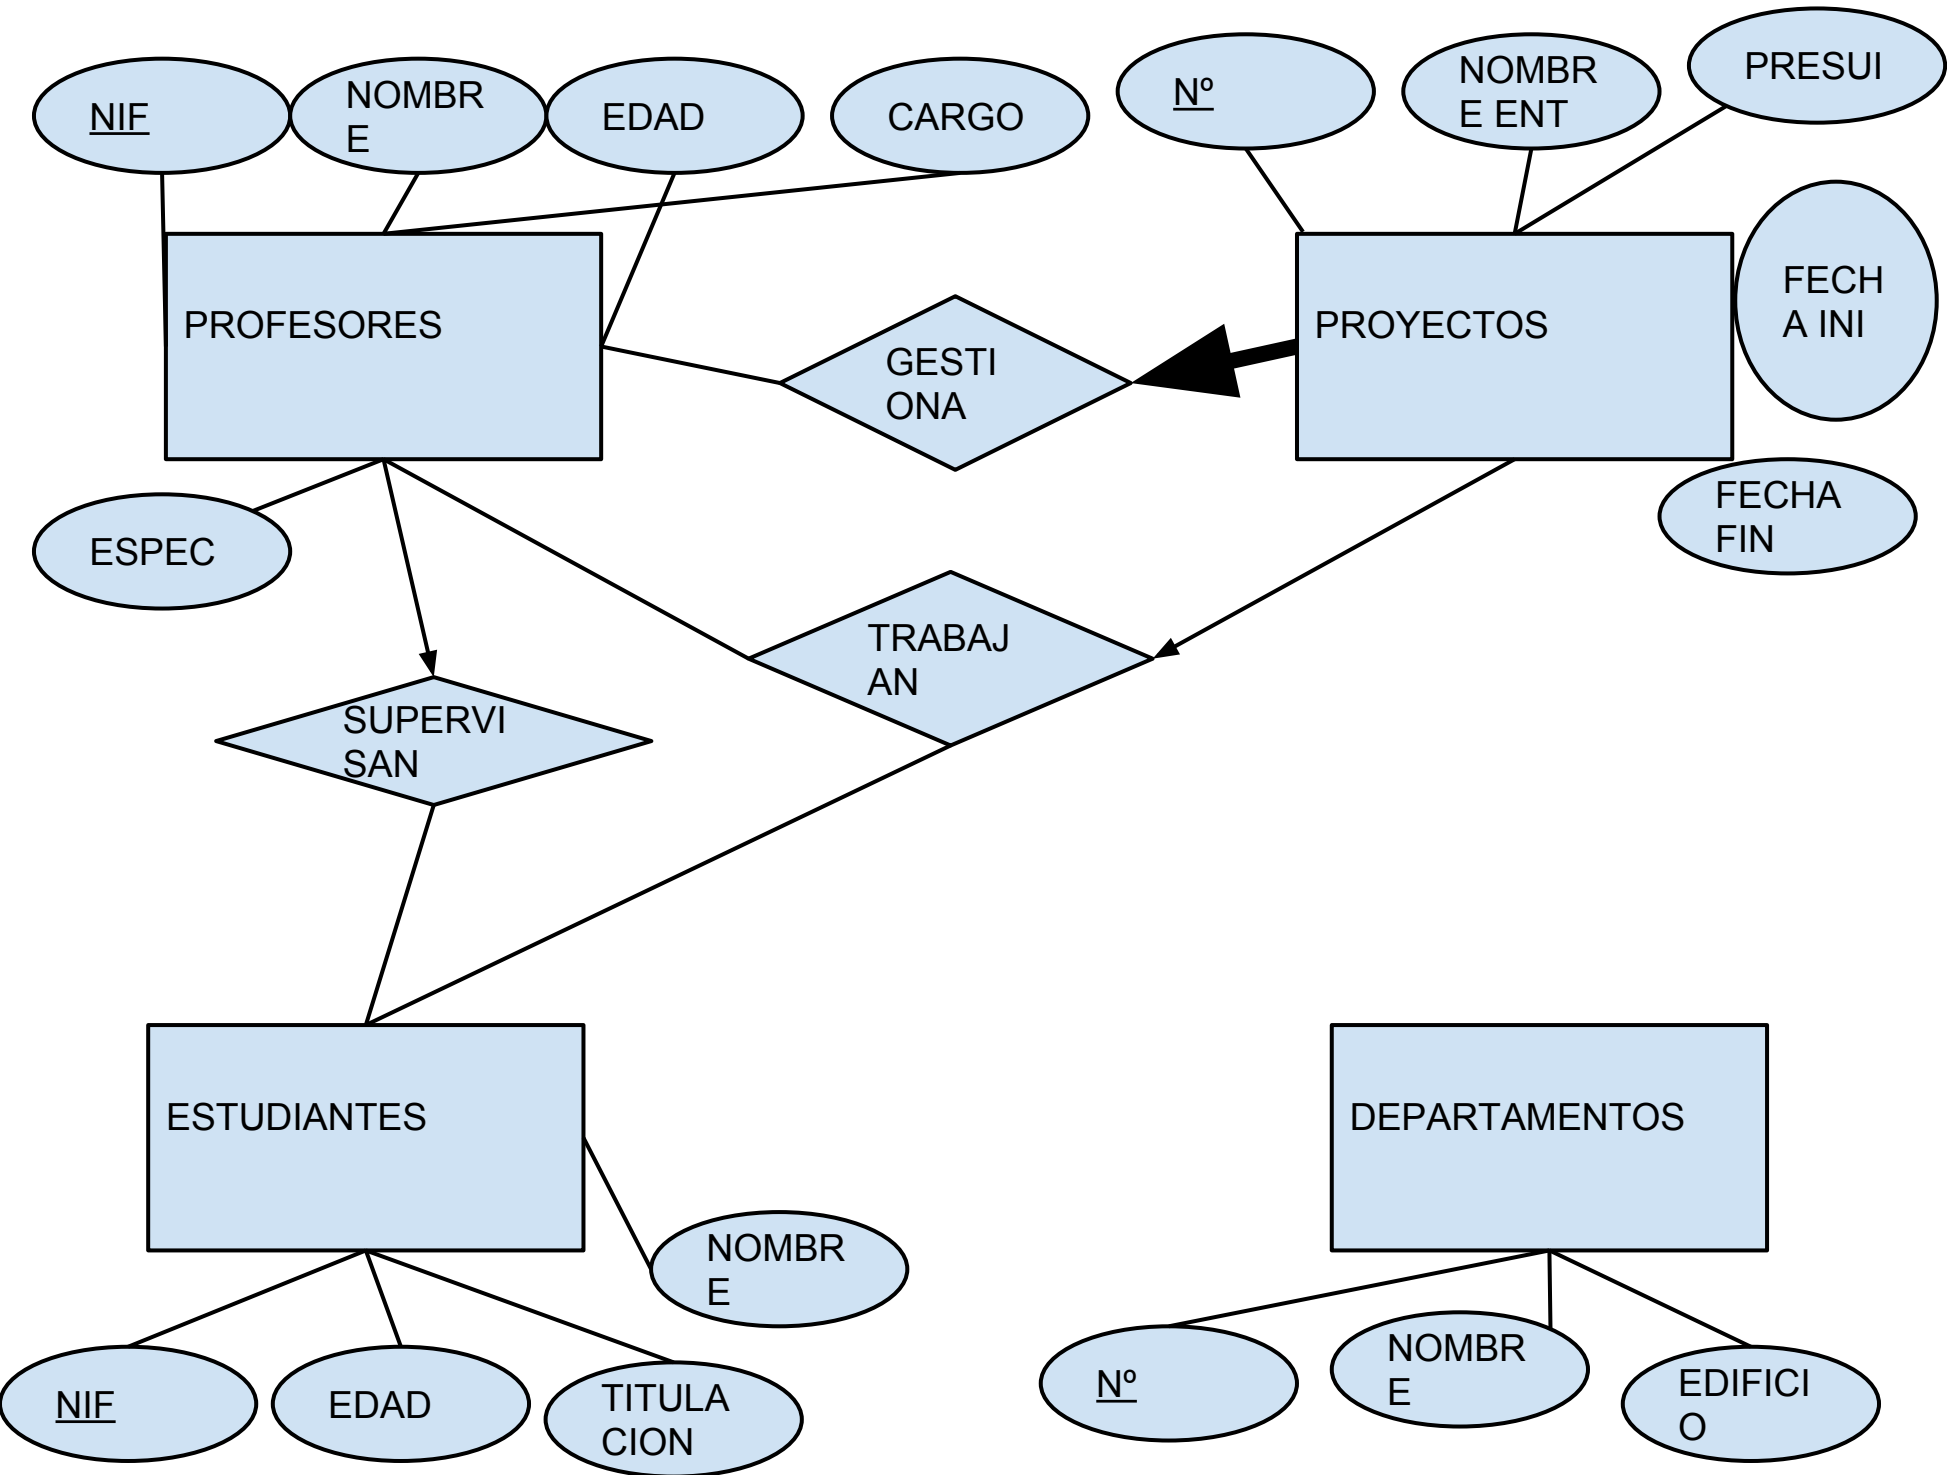 NIF
NOMBR
E
EDAD
CARGO
Nº
NOMBR
E ENT
PRESUI
PROFESORES
GESTI
ONA
PROYECTOS
FECH
A INI
ESPEC
FECHA
FIN
TRABAJ
AN
SUPERVI
SAN
ESTUDIANTES
DEPARTAMENTOS
NOMBR
E
NIF
EDAD
TITULA
CION
Nº
NOMBR
E
EDIFICI
O